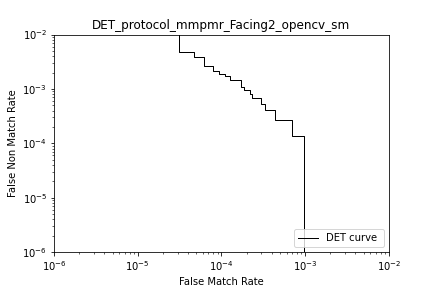 DET_protocol_mmpmr_Facing2_opencv_sm
False Non Match Rate
10⁻²
10⁻³
10⁻⁴
10⁻⁵
10⁻⁶
DET curve
10⁻⁶ 10⁻⁵ 10⁻⁴ 10⁻³ 10⁻²
False Match Rate